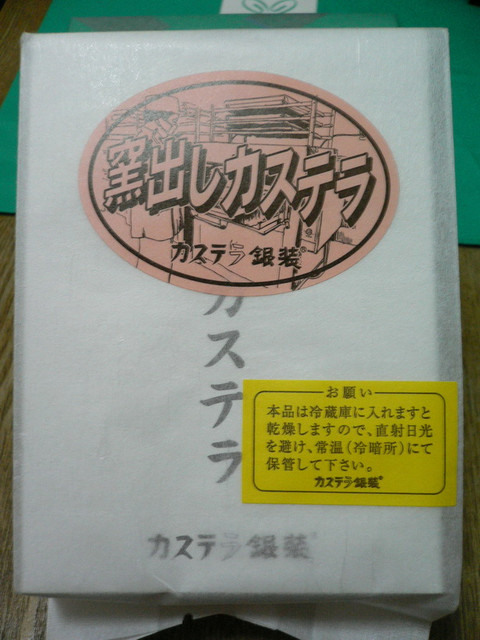 窯出しカステラ
カステラ銀装
カステラ
お願い
本品は冷蔵庫に入れますと
乾燥しますので、直射日光
を避け、常温(冷暗所)にて
保管して下さい。
カステラ銀装
カステラ銀装